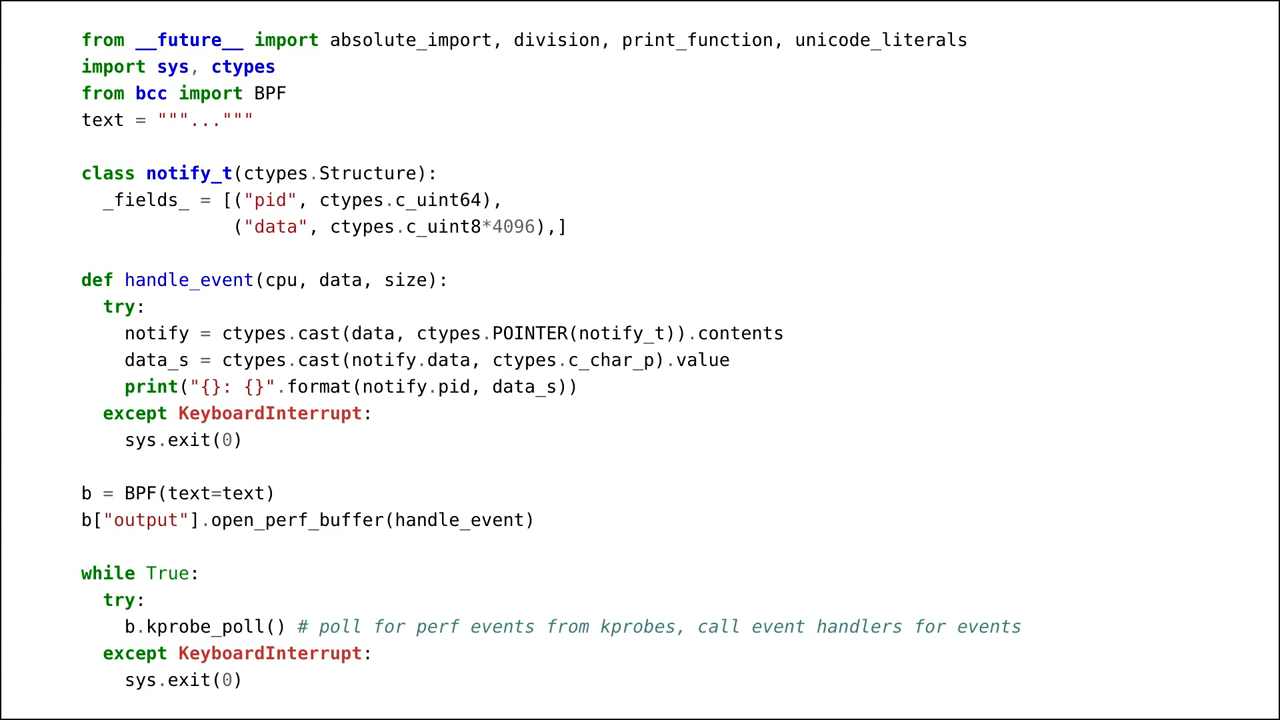 from __future__ import absolute_import, division, print_function, unicode_literals
import sys, ctypes
from bcc import BPF
text = """..."""

class notify_t(ctypes.Structure):
  _fields_ = [("pid", ctypes.c_uint64),
              ("data", ctypes.c_uint8*4096),]

def handle_event(cpu, data, size):
  try:
    notify = ctypes.cast(data, ctypes.POINTER(notify_t)).contents
    data_s = ctypes.cast(notify.data, ctypes.c_char_p).value
    print("{}: {}".format(notify.pid, data_s))
  except KeyboardInterrupt:
    sys.exit(0)

b = BPF(text=text)
b["output"].open_perf_buffer(handle_event)

while True:
  try:
    b.kprobe_poll() # poll for perf events from kprobes, call event handlers for events
  except KeyboardInterrupt:
    sys.exit(0)